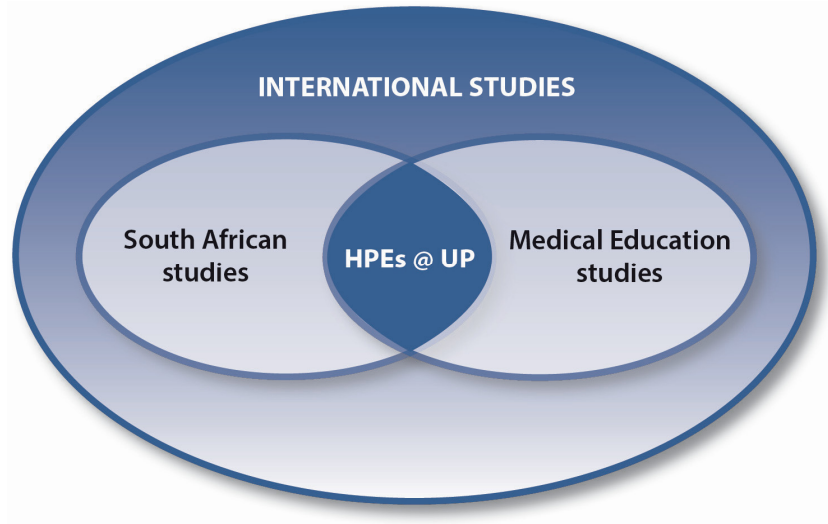 INTERNATIONAL STUDIES
South African
studies
HPEs @ UP
Medical Education
studies